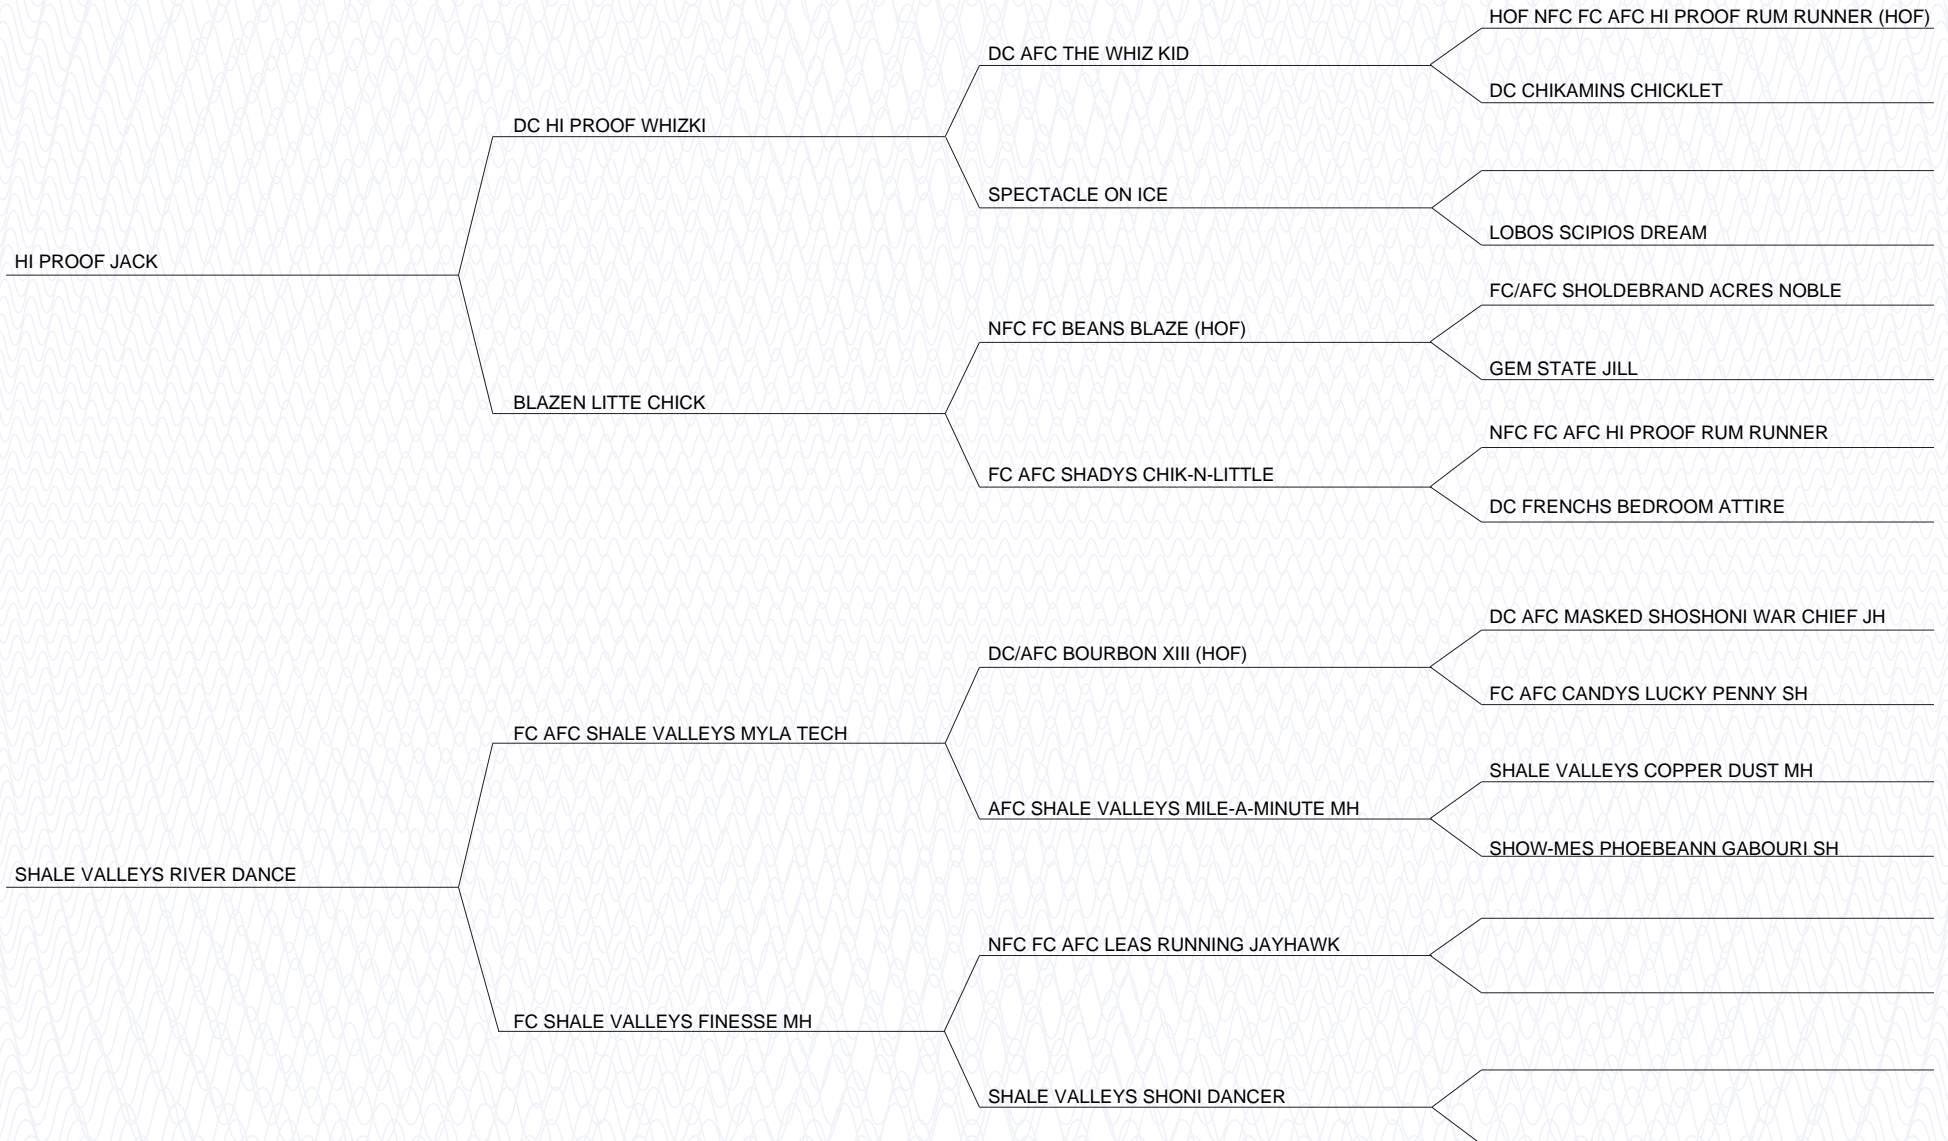 HOF NFC FC AFC HI PROOF RUM RUNNER (HOF)
DC AFC THE WHIZ KID
DC CHIKAMINS CHICKLET
DC HI PROOF WHIZKI
SPECTACLE ON ICE
LOBOS SCIPIOS DREAM
HI PROOF JACK
FC/AFC SHOLDEBRAND ACRES NOBLE
NFC FC BEANS BLAZE (HOF)
GEM STATE JILL
BLAZEN LITTE CHICK
NFC FC AFC HI PROOF RUM RUNNER
FC AFC SHADYS CHIK-N-LITTLE
DC FRENCHS BEDROOM ATTIRE
DC AFC MASKED SHOSHONI WAR CHIEF JH
DC/AFC BOURBON XIII (HOF)
FC AFC CANDYS LUCKY PENNY SH
FC AFC SHALE VALLEYS MYLA TECH
SHALE VALLEYS COPPER DUST MH
AFC SHALE VALLEYS MILE-A-MINUTE MH
SHOW-MES PHOEBEANN GABOURI SH
SHALE VALLEYS RIVER DANCE
NFC FC AFC LEAS RUNNING JAYHAWK
FC SHALE VALLEYS FINESSE MH
SHALE VALLEYS SHONI DANCER